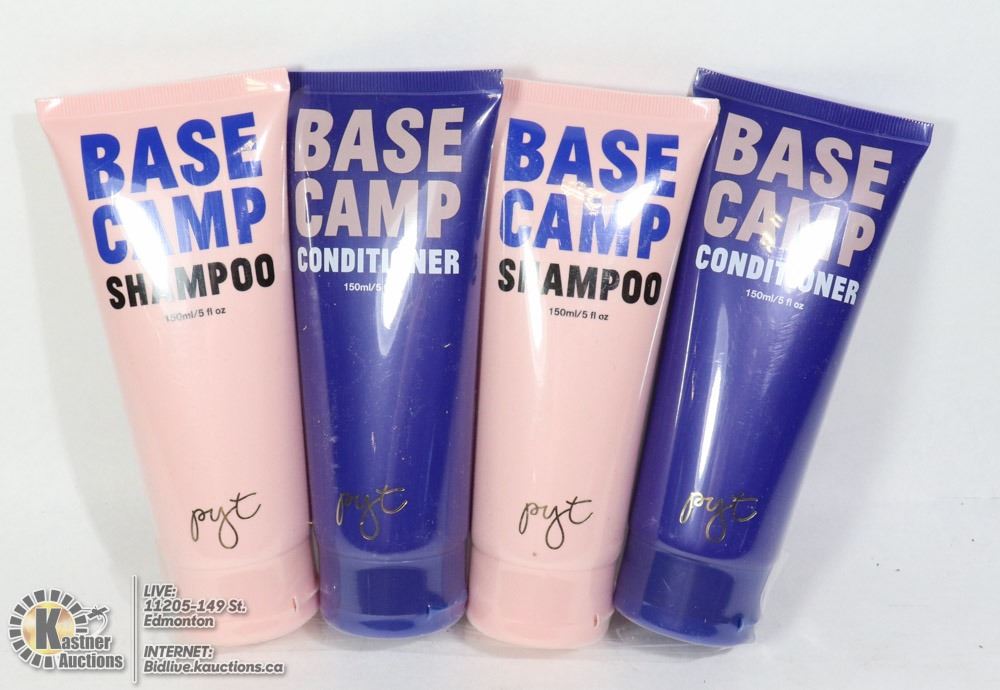 BASE
CAMP
SHAMPOO
150ml/5 fl oz
pyt
BASE
CAMP
CONDITIONER
150ml/5
pyt
BASE
CAMP
SHAMPOO
150ml/5 fl oz
pyt
BASE
CAMP
CONDITIONER
150ml/5 fl oz
pyt
Kastner
Auctions
LIVE:
11205-149 St.
Edmonton
INTERNET:
Bidlive.kauctions.ca